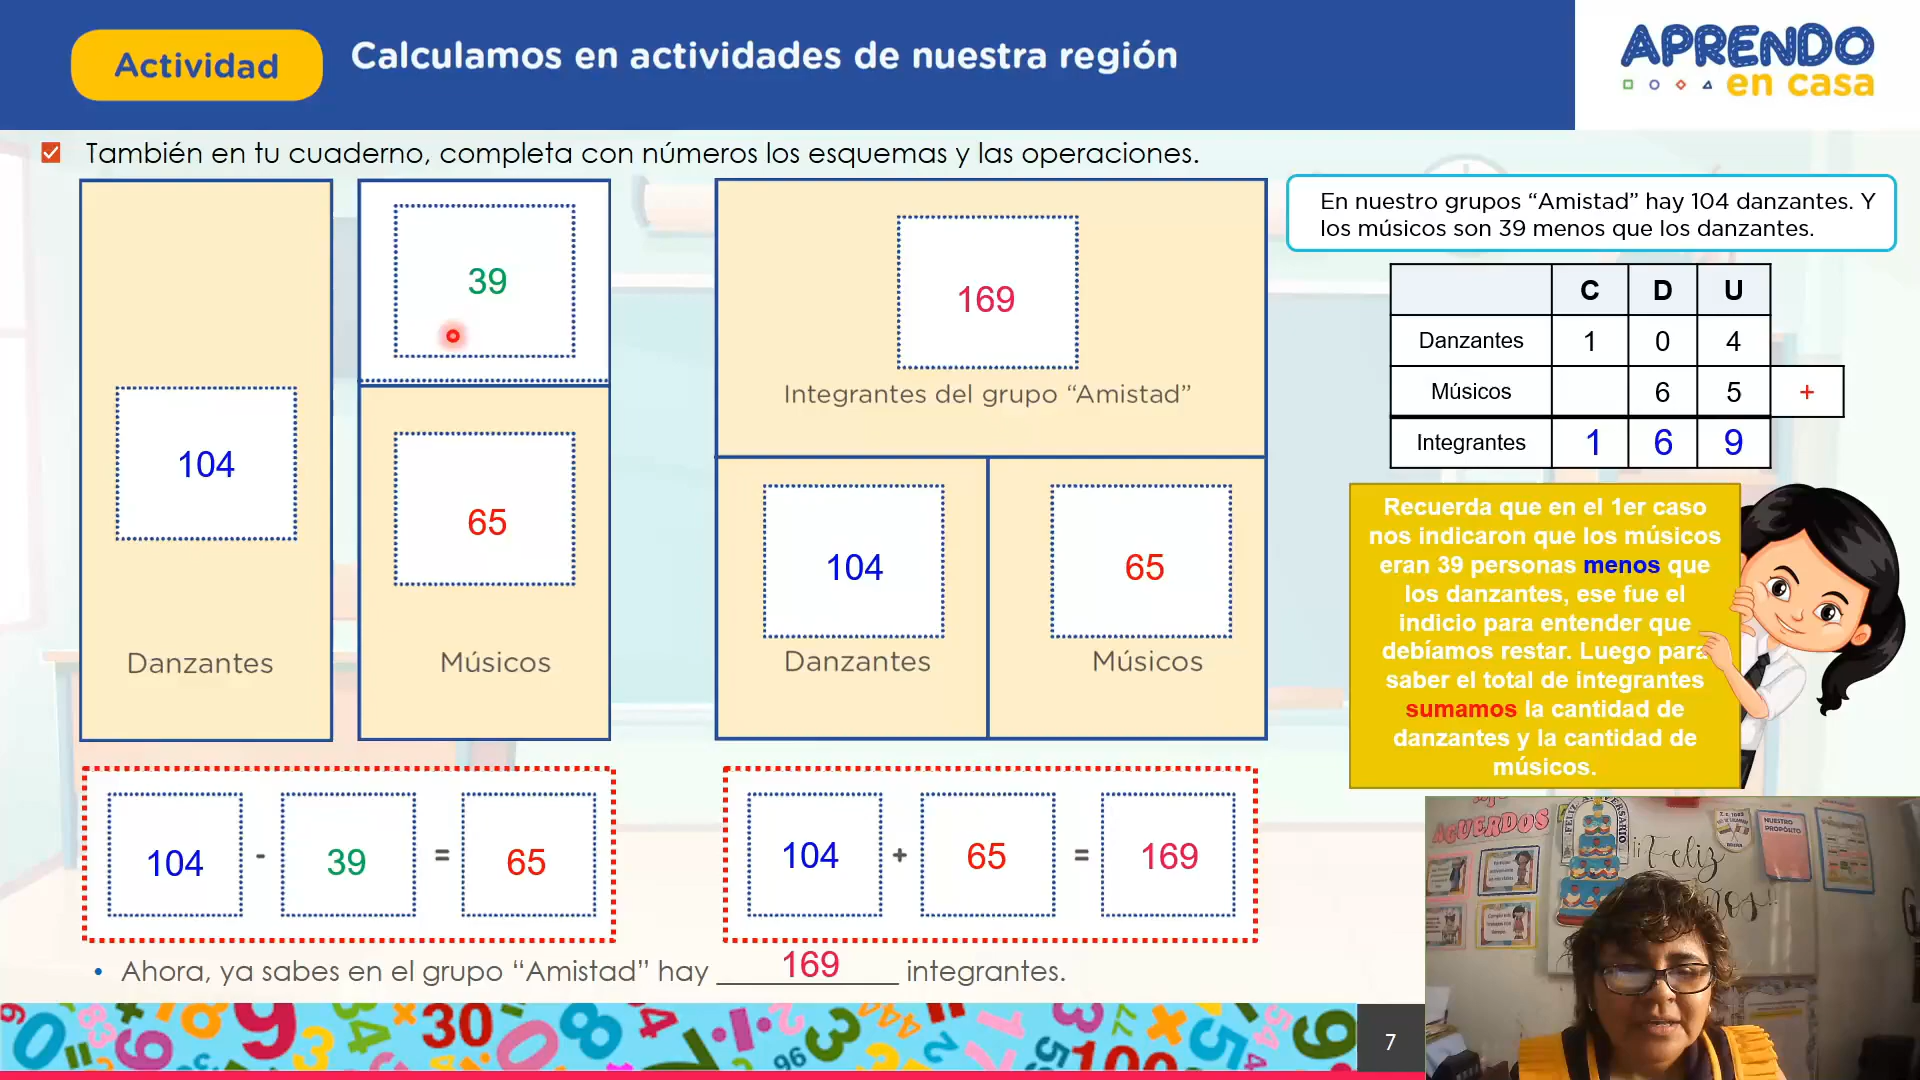 Actividad
Calculamos en actividades de nuestra región
APRENDO
en casa
También en tu cuaderno, completa con números los esquemas y las operaciones.
104
Danzantes
39
65
Músicos
169
Integrantes del grupo “Amistad”
104
Danzantes
65
Músicos
En nuestro grupos “Amistad” hay 104 danzantes. Y
los músicos son 39 menos que los danzantes.
C D U
Danzantes 1 0 4
Músicos 6 5 +
Integrantes 1 6 9
Recuerda que en el 1er caso
nos indicaron que los músicos
eran 39 personas menos que
los danzantes, ese fue el
indicio para entender que
debíamos restar. Luego para
saber el total de integrantes
sumamos la cantidad de
danzantes y la cantidad de
músicos.
104 - 39 = 65
104 + 65 = 169
• Ahora, ya sabes en el grupo “Amistad” hay 169 integrantes.
7
ACUERDOS
FELIZ ANIVERSARIO
¡¡Feliz
NUESTRO
PROPÓSITO